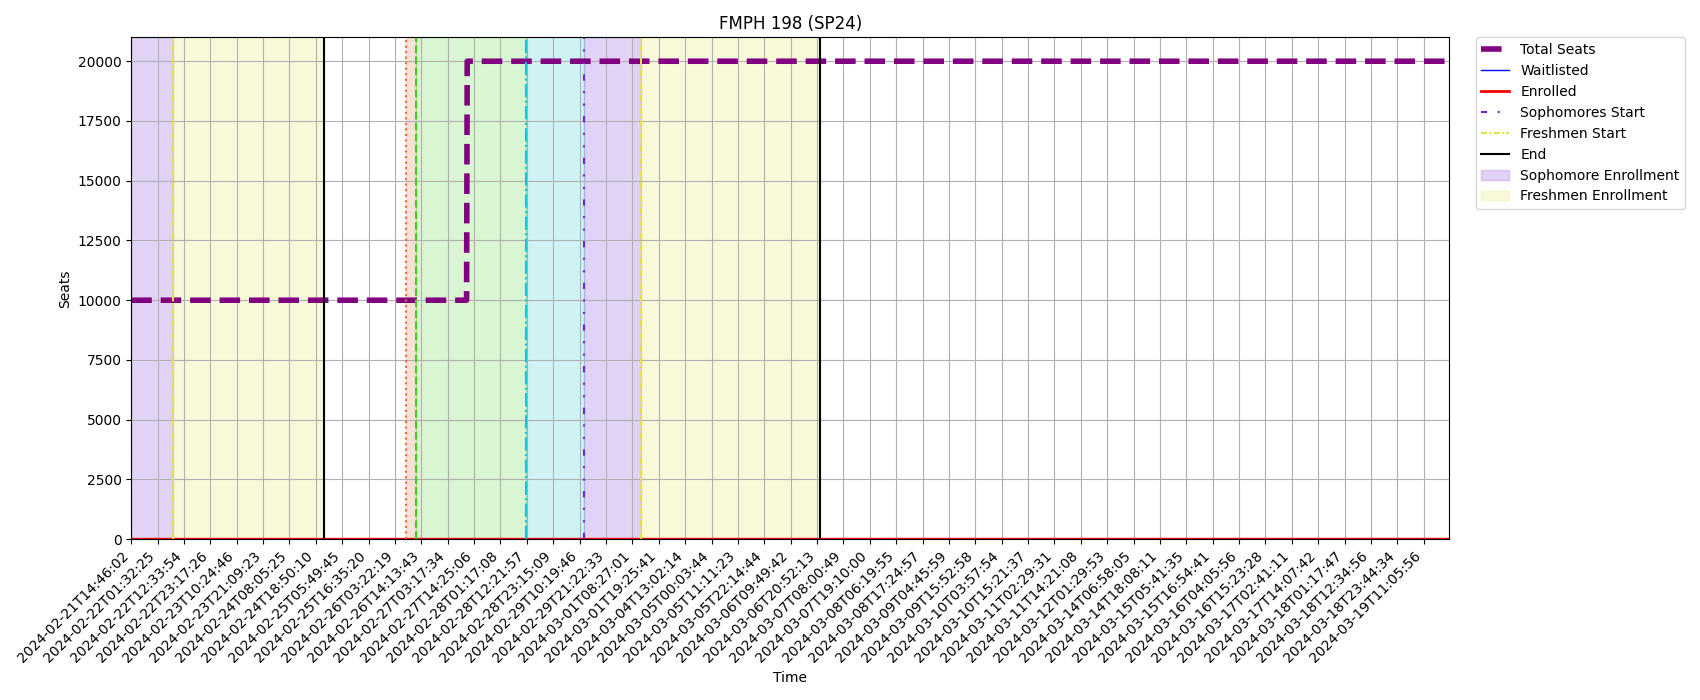 FMPH 198 (SP24)
Total Seats
Waitlisted
Enrolled
Sophomores Start
Freshmen Start
End
Sophomore Enrollment
Freshmen Enrollment
Seats
20000
17500
15000
12500
10000
7500
5000
2500
0
2024-02-21T14:46:02
2024-02-22T01:32:25
2024-02-22T12:33:54
2024-02-22T23:17:26
2024-02-23T10:24:46
2024-02-23T21:09:23
2024-02-24T08:05:25
2024-02-24T18:50:10
2024-02-25T05:49:45
2024-02-25T16:35:20
2024-02-26T03:22:19
2024-02-26T14:13:43
2024-02-27T03:17:34
2024-02-27T14:25:06
2024-02-28T01:17:08
2024-02-28T12:21:57
2024-02-28T23:15:09
2024-02-29T10:19:46
2024-02-29T21:22:33
2024-03-01T08:27:01
2024-03-01T19:25:41
2024-03-04T13:02:14
2024-03-05T00:03:44
2024-03-05T11:11:23
2024-03-05T22:14:44
2024-03-06T09:49:42
2024-03-06T20:52:13
2024-03-07T08:00:49
2024-03-07T19:10:00
2024-03-08T06:19:55
2024-03-08T17:24:57
2024-03-09T04:45:59
2024-03-09T15:52:58
2024-03-10T03:57:54
2024-03-10T15:21:37
2024-03-11T02:29:31
2024-03-11T14:21:08
2024-03-12T01:29:53
2024-03-14T06:58:05
2024-03-14T18:08:11
2024-03-15T05:41:35
2024-03-15T16:54:41
2024-03-16T04:05:56
2024-03-16T15:23:28
2024-03-17T02:41:11
2024-03-17T14:07:42
2024-03-18T01:17:47
2024-03-18T12:34:56
2024-03-18T23:44:34
2024-03-19T11:05:56
Time